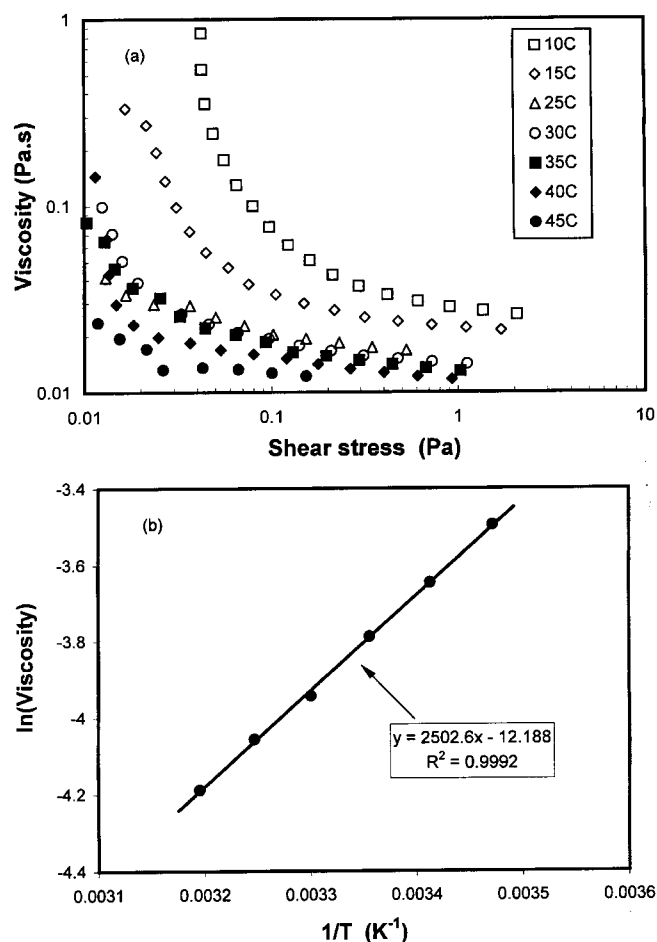 (a)
1
0.1
0.01
Viscosity (Pa.s)
10C
15C
25C
30C
35C
40C
45C
0.01
0.1
1
10
Shear stress (Pa)
(b)
-3.4
-3.6
-3.8
-4
-4.2
-4.4
ln(Viscosity)
y = 2502.6x - 12.188
R² = 0.9992
0.0031
0.0032
0.0033
0.0034
0.0035
0.0036
1/T (K⁻¹)